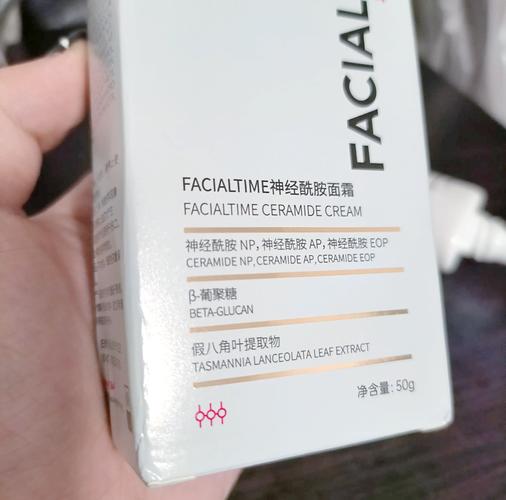 FACIAL
FACIALTIME神经酰胺面霜
FACIALTIME CERAMIDE CREAM
神经酰胺 NP，神经酰胺 AP，神经酰胺 EOP
CERAMIDE NP, CERAMIDE AP, CERAMIDE EOP
β-葡聚糖
BETA-GLUCAN
假八角叶提取物
TASMANNIA LANCEOLATA LEAF EXTRACT
净含量: 50g